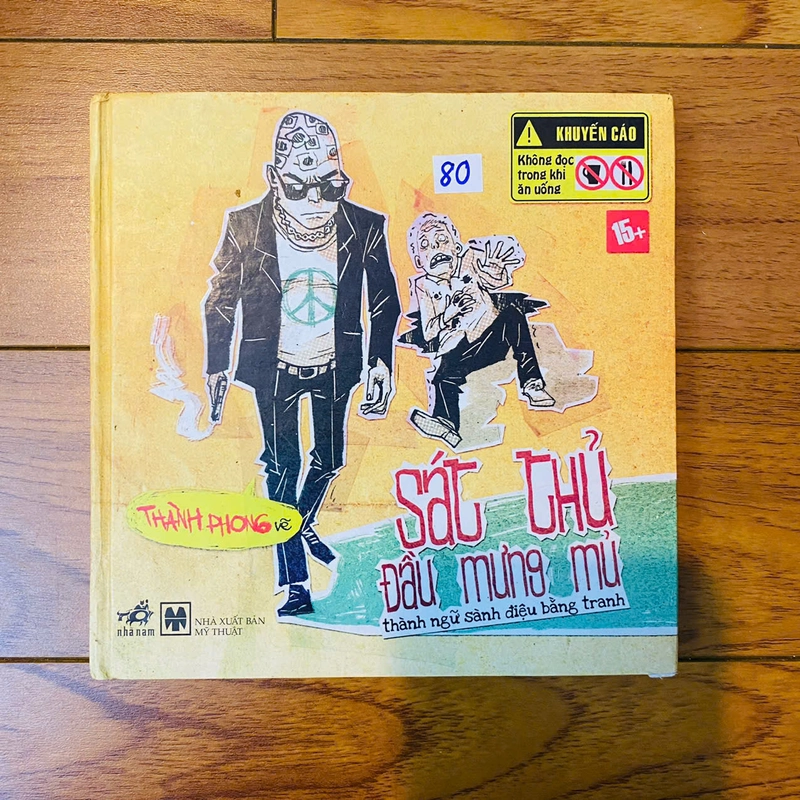 KHUYẾN CÁO
Không đọc
trong khi
ăn uống
80
15+
THÀNH PHONG vẽ
SÁT THỦ
ĐẦU MƯNG MỦ
thành ngữ sành điệu bằng tranh
nhã nam
NHÀ XUẤT BẢN
MỸ THUẬT